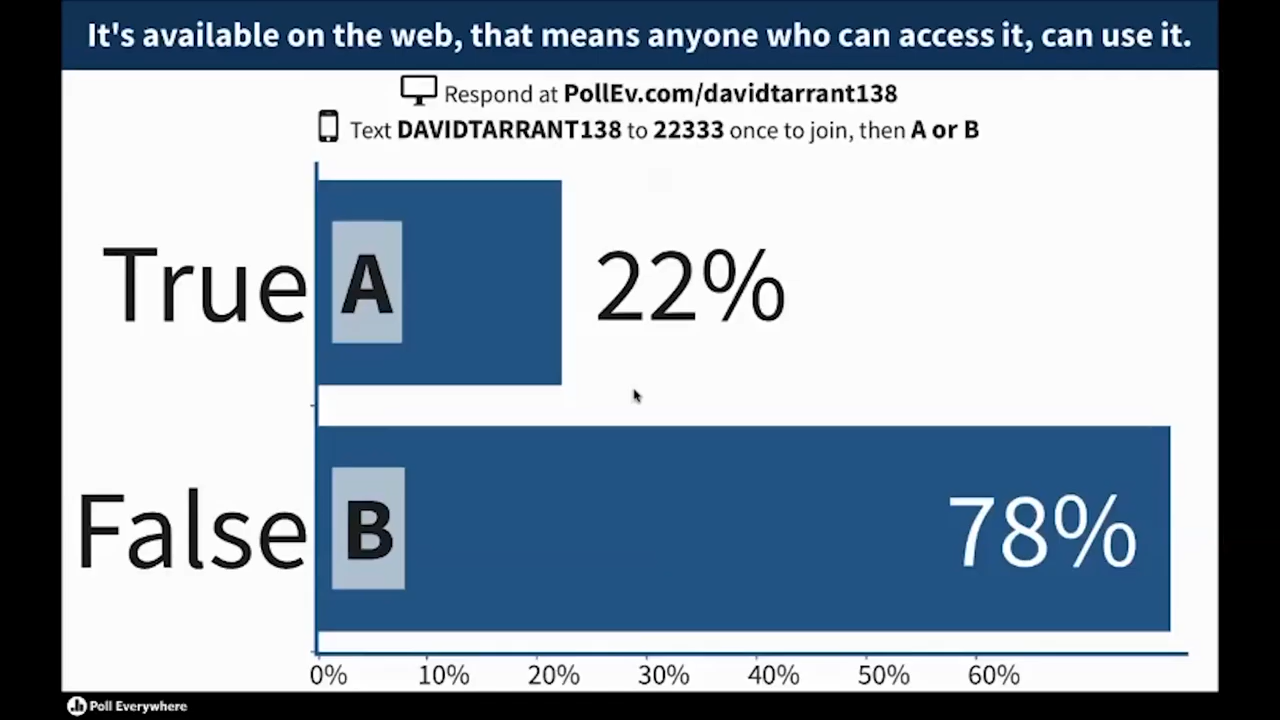 It's available on the web, that means anyone who can access it, can use it.
Respond at PollEv.com/davidtarrant138
Text DAVIDTARRANT138 to 22333 once to join, then A or B
True A 22%
False B 78%
0% 10% 20% 30% 40% 50% 60%
Poll Everywhere